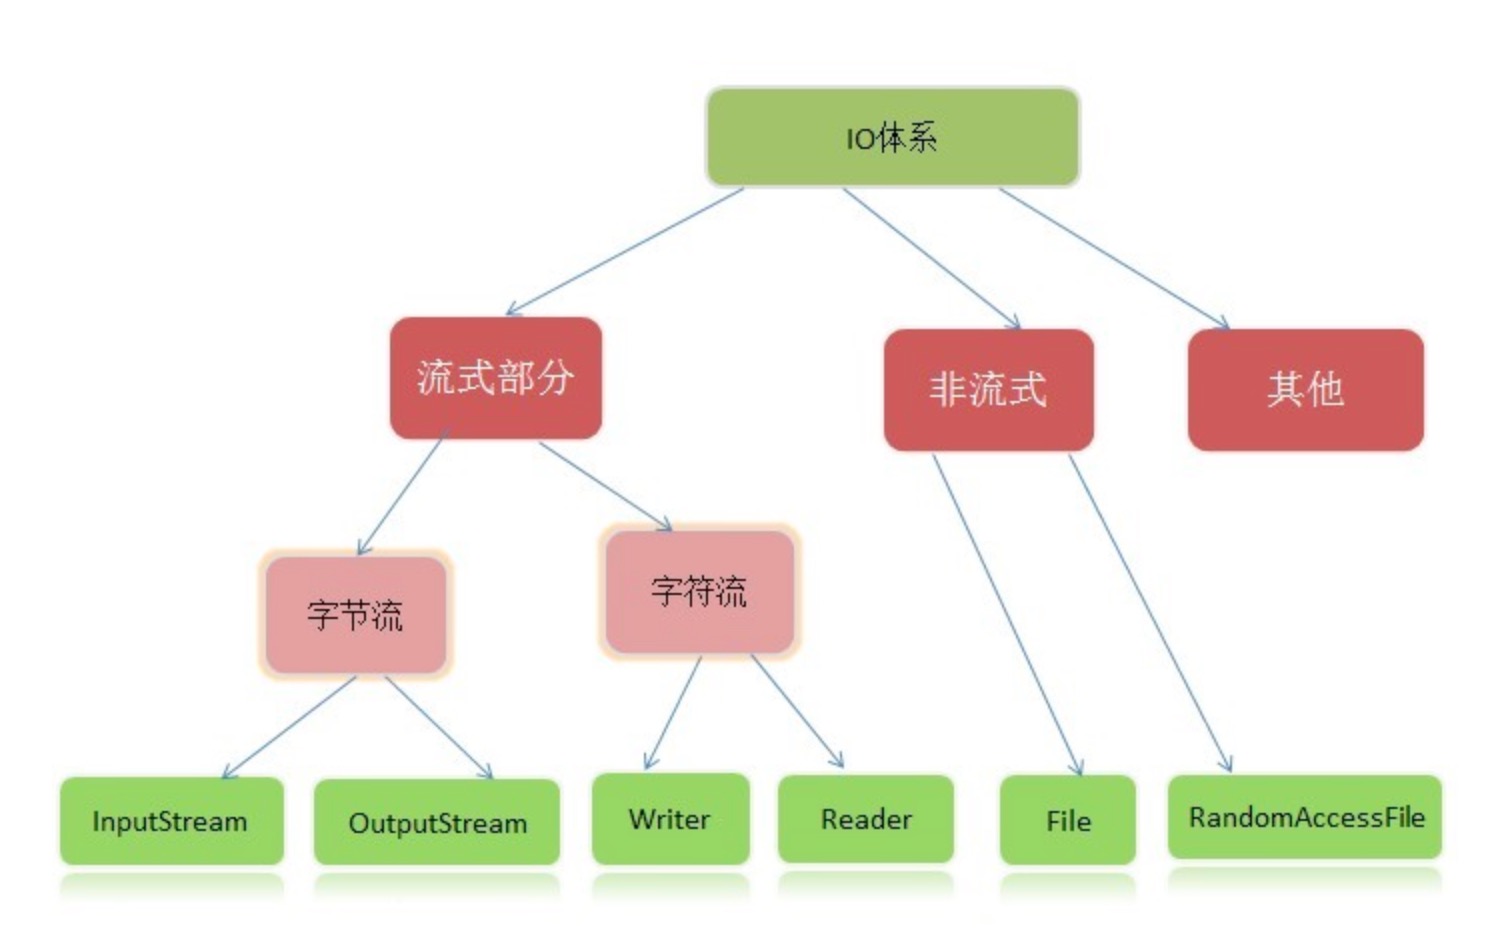 IO体系
流式部分
非流式
其他
字节流
字符流
InputStream
OutputStream
Writer
Reader
File
RandomAccessFile